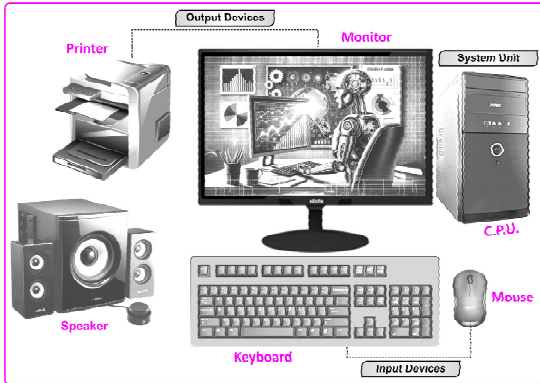 Output Devices
Printer
Monitor
System Unit
C.P.U.
Speaker
Keyboard
Mouse
Input Devices